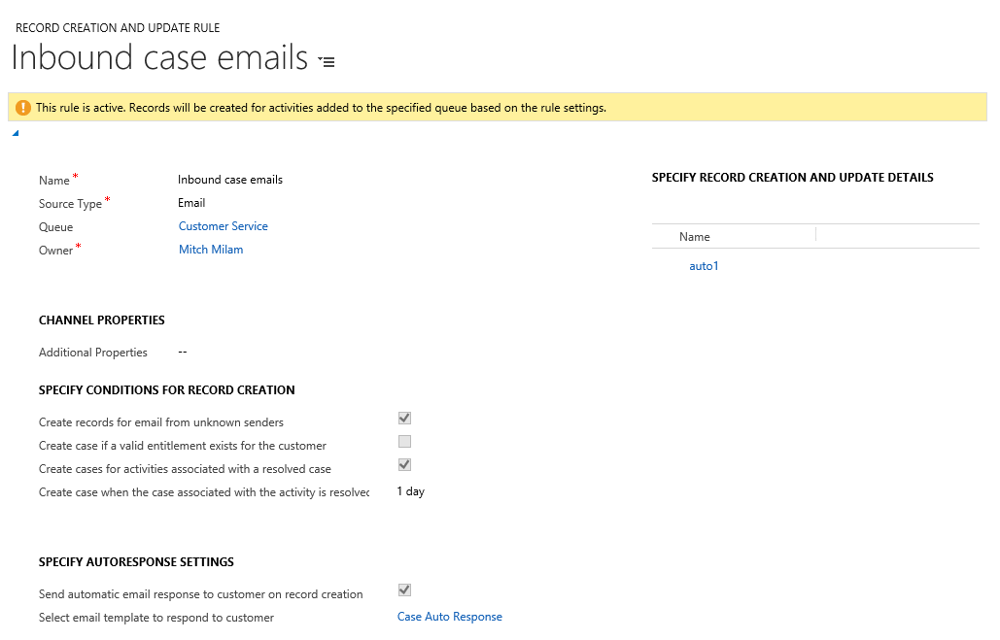 RECORD CREATION AND UPDATE RULE
Inbound case emails
This rule is active. Records will be created for activities added to the specified queue based on the rule settings.
Name *
Inbound case emails
Source Type *
Email
Queue
Customer Service
Owner *
Mitch Milam
SPECIFY RECORD CREATION AND UPDATE DETAILS
Name
auto1
CHANNEL PROPERTIES
Additional Properties
--
SPECIFY CONDITIONS FOR RECORD CREATION
Create records for email from unknown senders
Create case if a valid entitlement exists for the customer
Create cases for activities associated with a resolved case
Create case when the case associated with the activity is resolved
1 day
SPECIFY AUTORESPONSE SETTINGS
Send automatic email response to customer on record creation
Select email template to respond to customer
Case Auto Response